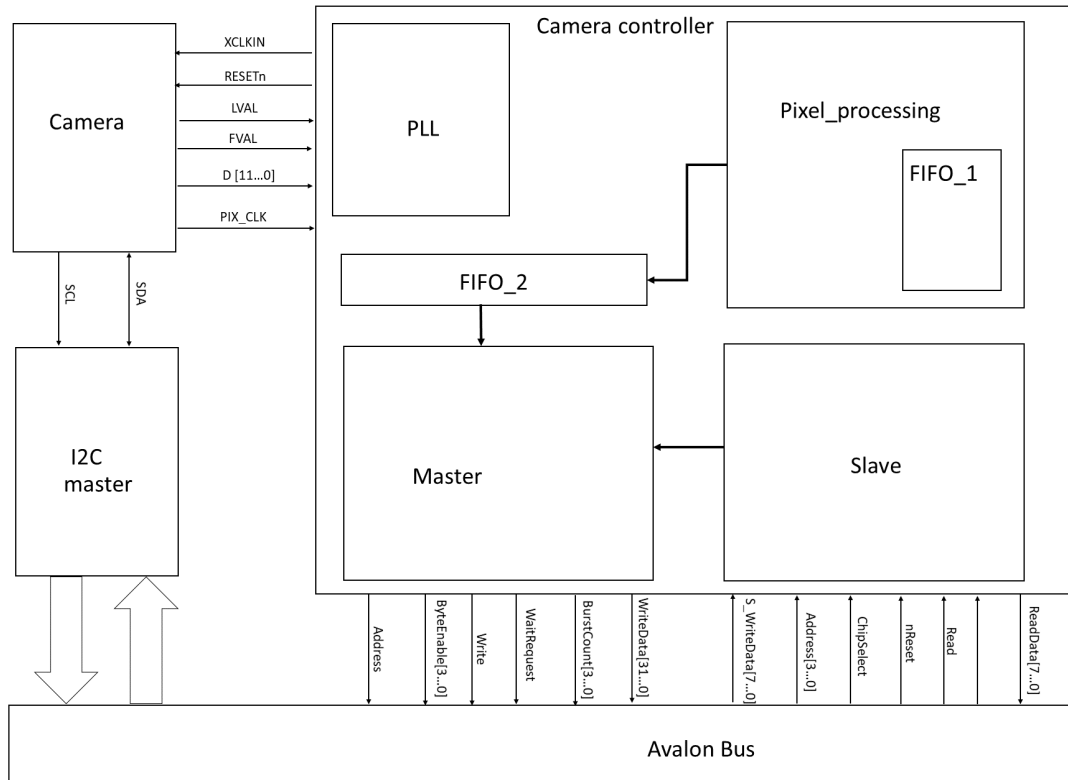 Camera controller
XCLKIN
RESETn
LVAL
FVAL
D [11...0]
PIX_CLK
Camera
PLL
Pixel_processing
FIFO_1
FIFO_2
SCL
SDA
I2C
master
Master
Slave
Address
ByteEnable[3...0]
Write
WaitRequest
BurstCount[3...0]
WriteData[31...0]
S_WriteData[7...0]
Address[3...0]
ChipSelect
nReset
Read
ReadData[7...0]
Avalon Bus